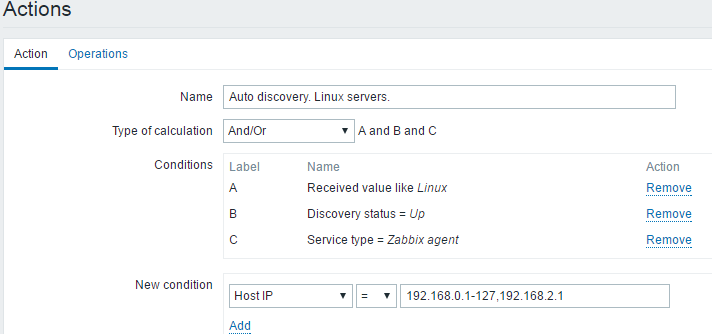 Actions
Action Operations
Name Auto discovery. Linux servers.
Type of calculation And/Or A and B and C
Conditions Label Name Action
A Received value like Linux Remove
B Discovery status = Up Remove
C Service type = Zabbix agent Remove
New condition Host IP = 192.168.0.1-127,192.168.2.1
Add